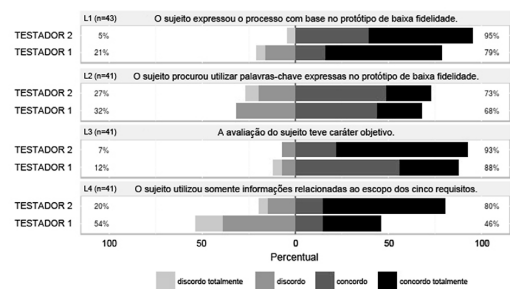 L1 (n=43) O sujeito expressou o processo com base no protótipo de baixa fidelidade.
TESTADOR 2 5% 95%
TESTADOR 1 21% 79%
L2 (n=41) O sujeito procurou utilizar palavras-chave expressas no protótipo de baixa fidelidade.
TESTADOR 2 27% 73%
TESTADOR 1 32% 68%
L3 (n=41) A avaliação do sujeito teve caráter objetivo.
TESTADOR 2 7% 93%
TESTADOR 1 12% 88%
L4 (n=41) O sujeito utilizou somente informações relacionadas ao escopo dos cinco requisitos.
TESTADOR 2 20% 80%
TESTADOR 1 54% 46%
100 50 0 50 100
Percentual
discordo totalmente discordo concordo concordo totalmente